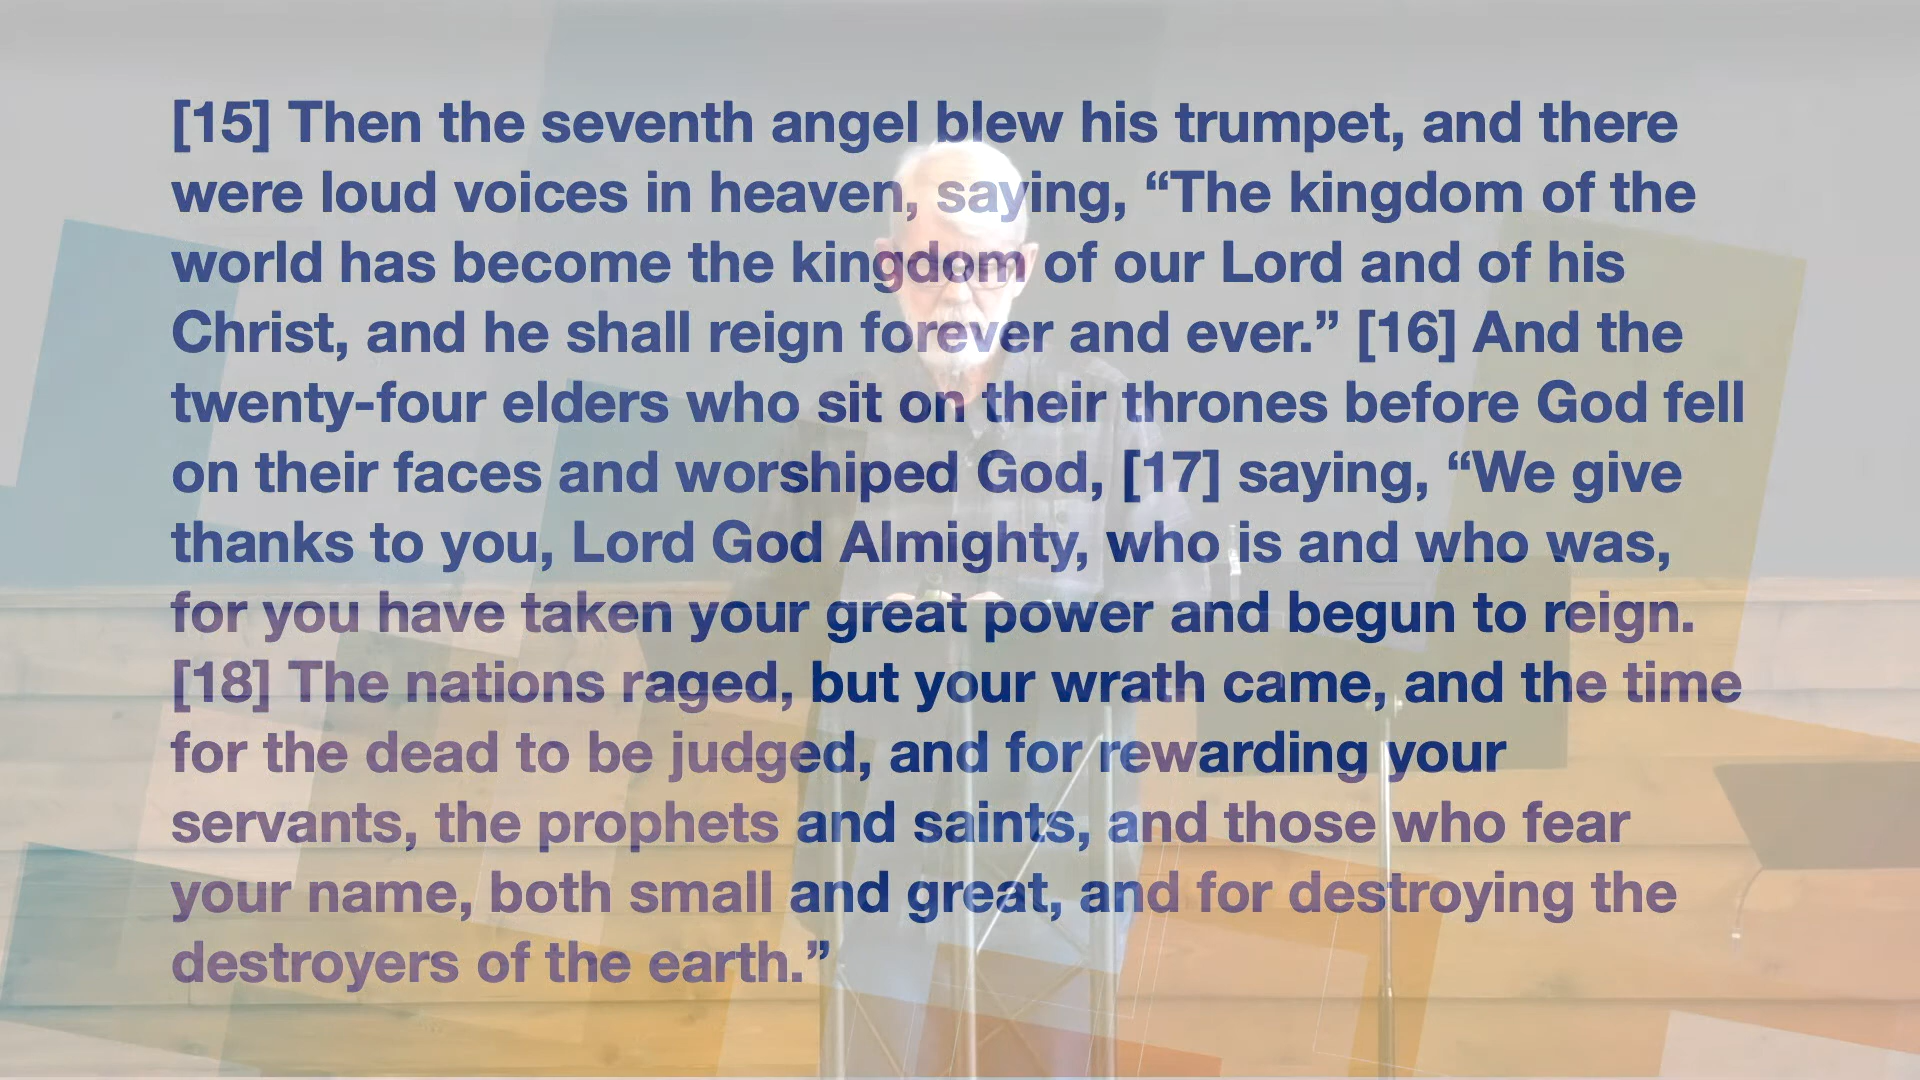 [15] Then the seventh angel blew his trumpet, and there
were loud voices in heaven, saying, “The kingdom of the
world has become the kingdom of our Lord and of his
Christ, and he shall reign forever and ever.” [16] And the
twenty-four elders who sit on their thrones before God fell
on their faces and worshiped God, [17] saying, “We give
thanks to you, Lord God Almighty, who is and who was,
for you have taken your great power and begun to reign.
[18] The nations raged, but your wrath came, and the time
for the dead to be judged, and for rewarding your
servants, the prophets and saints, and those who fear
your name, both small and great, and for destroying the
destroyers of the earth.”